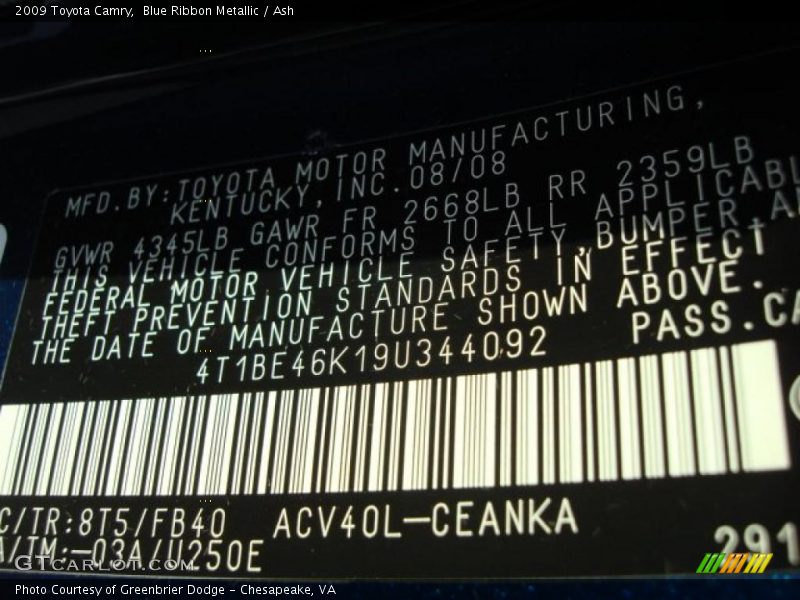 2009 Toyota Camry,  Blue Ribbon Metallic / Ash
MFD.BY:TOYOTA MOTOR MANUFACTURING,
KENTUCKY,INC.08/08
GVWR 4345LB GAWR FR 2668LB RR 2359LB
THIS VEHICLE CONFORMS TO ALL APPLICABL
FEDERAL MOTOR VEHICLE SAFETY,BUMPER,A
THEFT PREVENTION STANDARDS IN EFFECT
THE DATE OF MANUFACTURE SHOWN ABOVE.
4T1BE46K19U344092 PASS.CA
C/TR:8T5/FB40 ACV40L-CEANKA
A/TM:-03A/U250E 291
GTCARLOT.COM
Photo Courtesy of Greenbrier Dodge - Chesapeake, VA